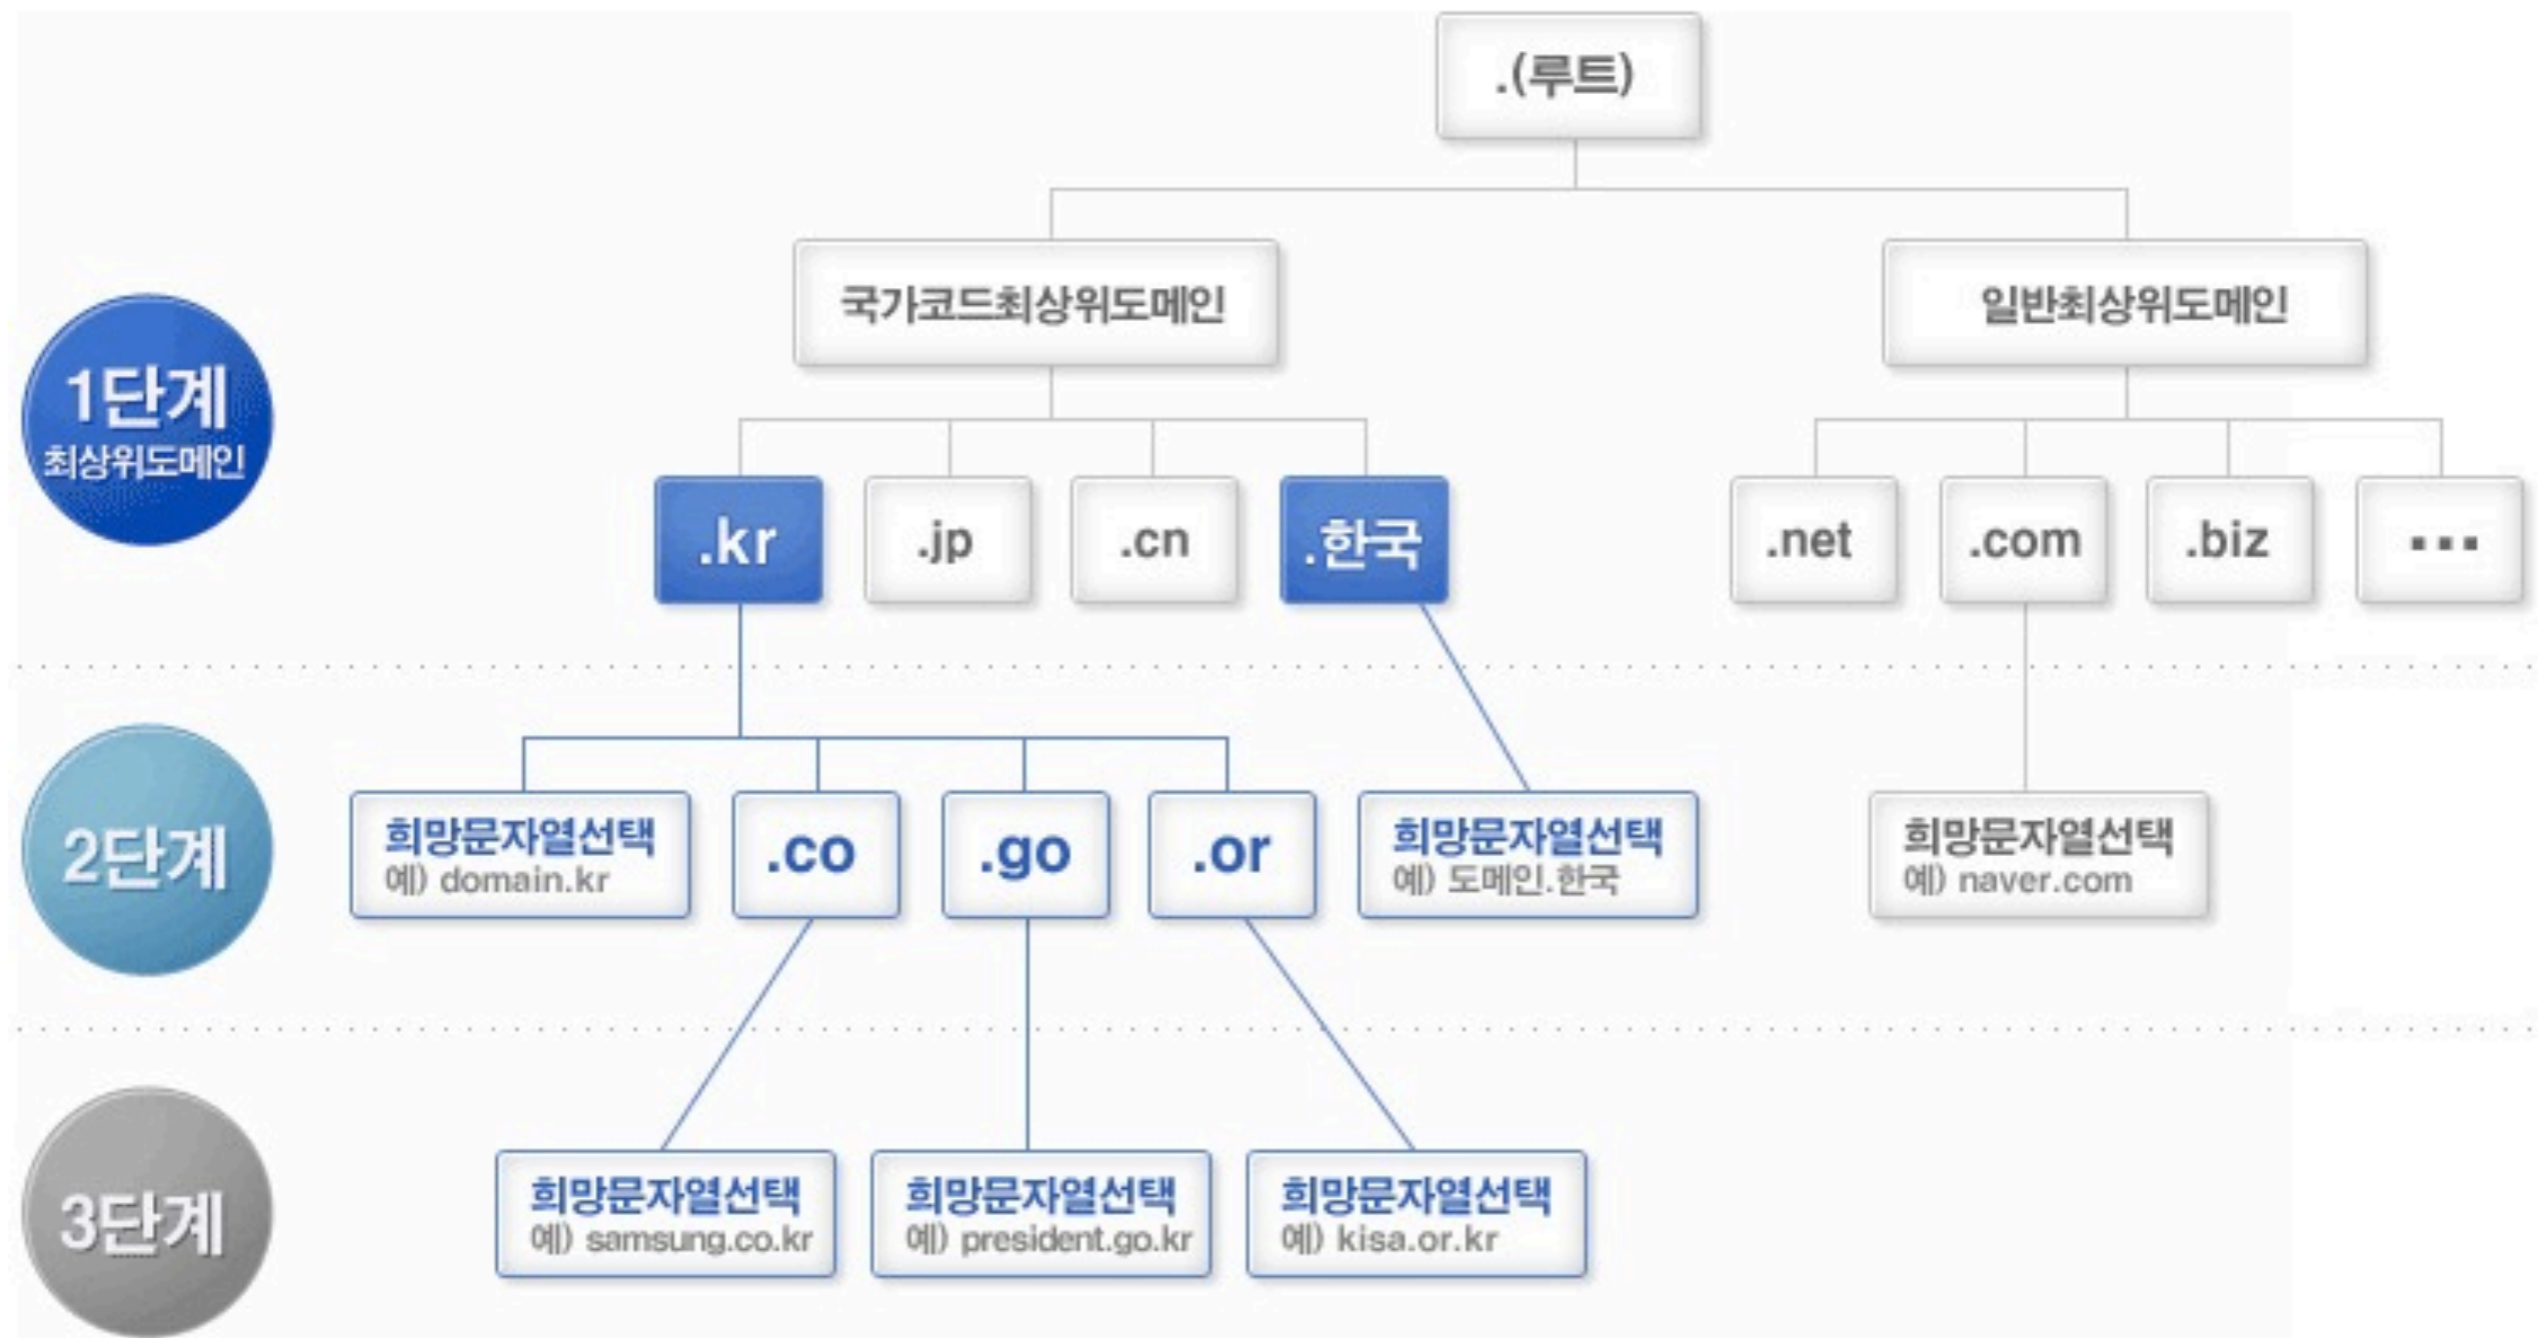 .(루트)
국가코드최상위도메인
일반최상위도메인
1단계
최상위도메인
.kr
.jp
.cn
.한국
.net
.com
.biz
...
2단계
희망문자열선택
예) domain.kr
.co
.go
.or
희망문자열선택
예) 도메인.한국
희망문자열선택
예) naver.com
3단계
희망문자열선택
예) samsung.co.kr
희망문자열선택
예) president.go.kr
희망문자열선택
예) kisa.or.kr